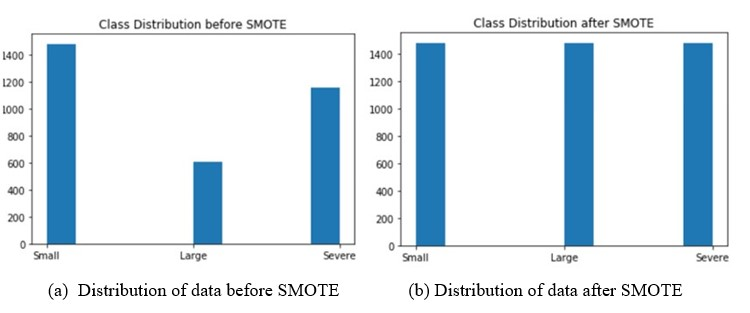 Class Distribution before SMOTE
1400
1200
1000
800
600
400
200
0
Small Large Severe
(a) Distribution of data before SMOTE
Class Distribution after SMOTE
1400
1200
1000
800
600
400
200
0
Small Large Severe
(b) Distribution of data after SMOTE